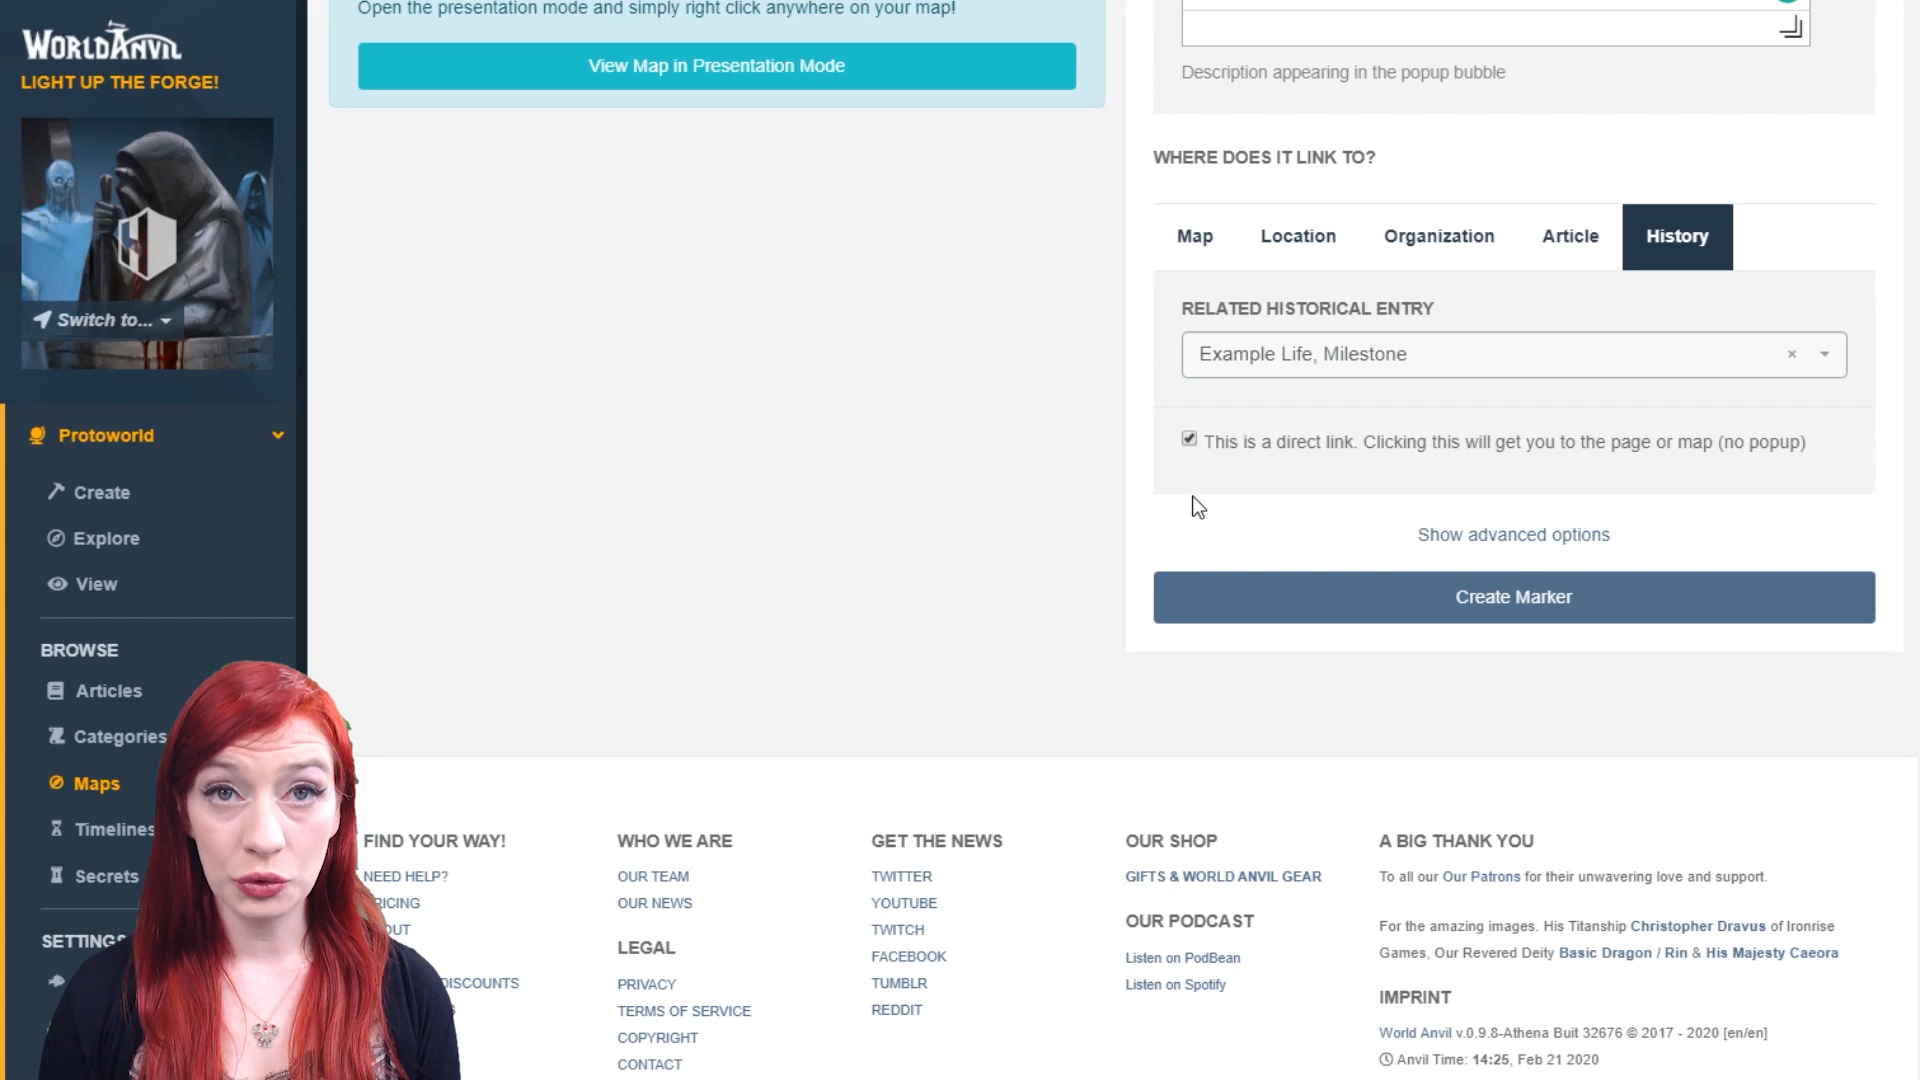 WORLDANVIL
LIGHT UP THE FORGE!
Switch to...
Protoworld
Create
Explore
View
BROWSE
Articles
Categories
Maps
Timelines
Secrets
SETTINGS
Open the presentation mode and simply right click anywhere on your map!
View Map in Presentation Mode
Description appearing in the popup bubble
WHERE DOES IT LINK TO?
Map Location Organization Article History
RELATED HISTORICAL ENTRY
Example Life, Milestone ×
This is a direct link. Clicking this will get you to the page or map (no popup)
Show advanced options
Create Marker
FIND YOUR WAY!
NEED HELP?
RICING
OUT
DISCOUNTS
WHO WE ARE
OUR TEAM
OUR NEWS
LEGAL
PRIVACY
TERMS OF SERVICE
COPYRIGHT
CONTACT
GET THE NEWS
TWITTER
YOUTUBE
TWITCH
FACEBOOK
TUMBLR
REDDIT
OUR SHOP
GIFTS & WORLD ANVIL GEAR
OUR PODCAST
Listen on PodBean
Listen on Spotify
A BIG THANK YOU
To all our Our Patrons for their unwavering love and support.
For the amazing images. His Titanship Christopher Dravus of Ironrise
Games, Our Revered Deity Basic Dragon / Rin & His Majesty Caeora
IMPRINT
World Anvil v.0.9.8-Athena Buit 32676 © 2017 - 2020 [en/en]
Anvil Time: 14:25, Feb 21 2020